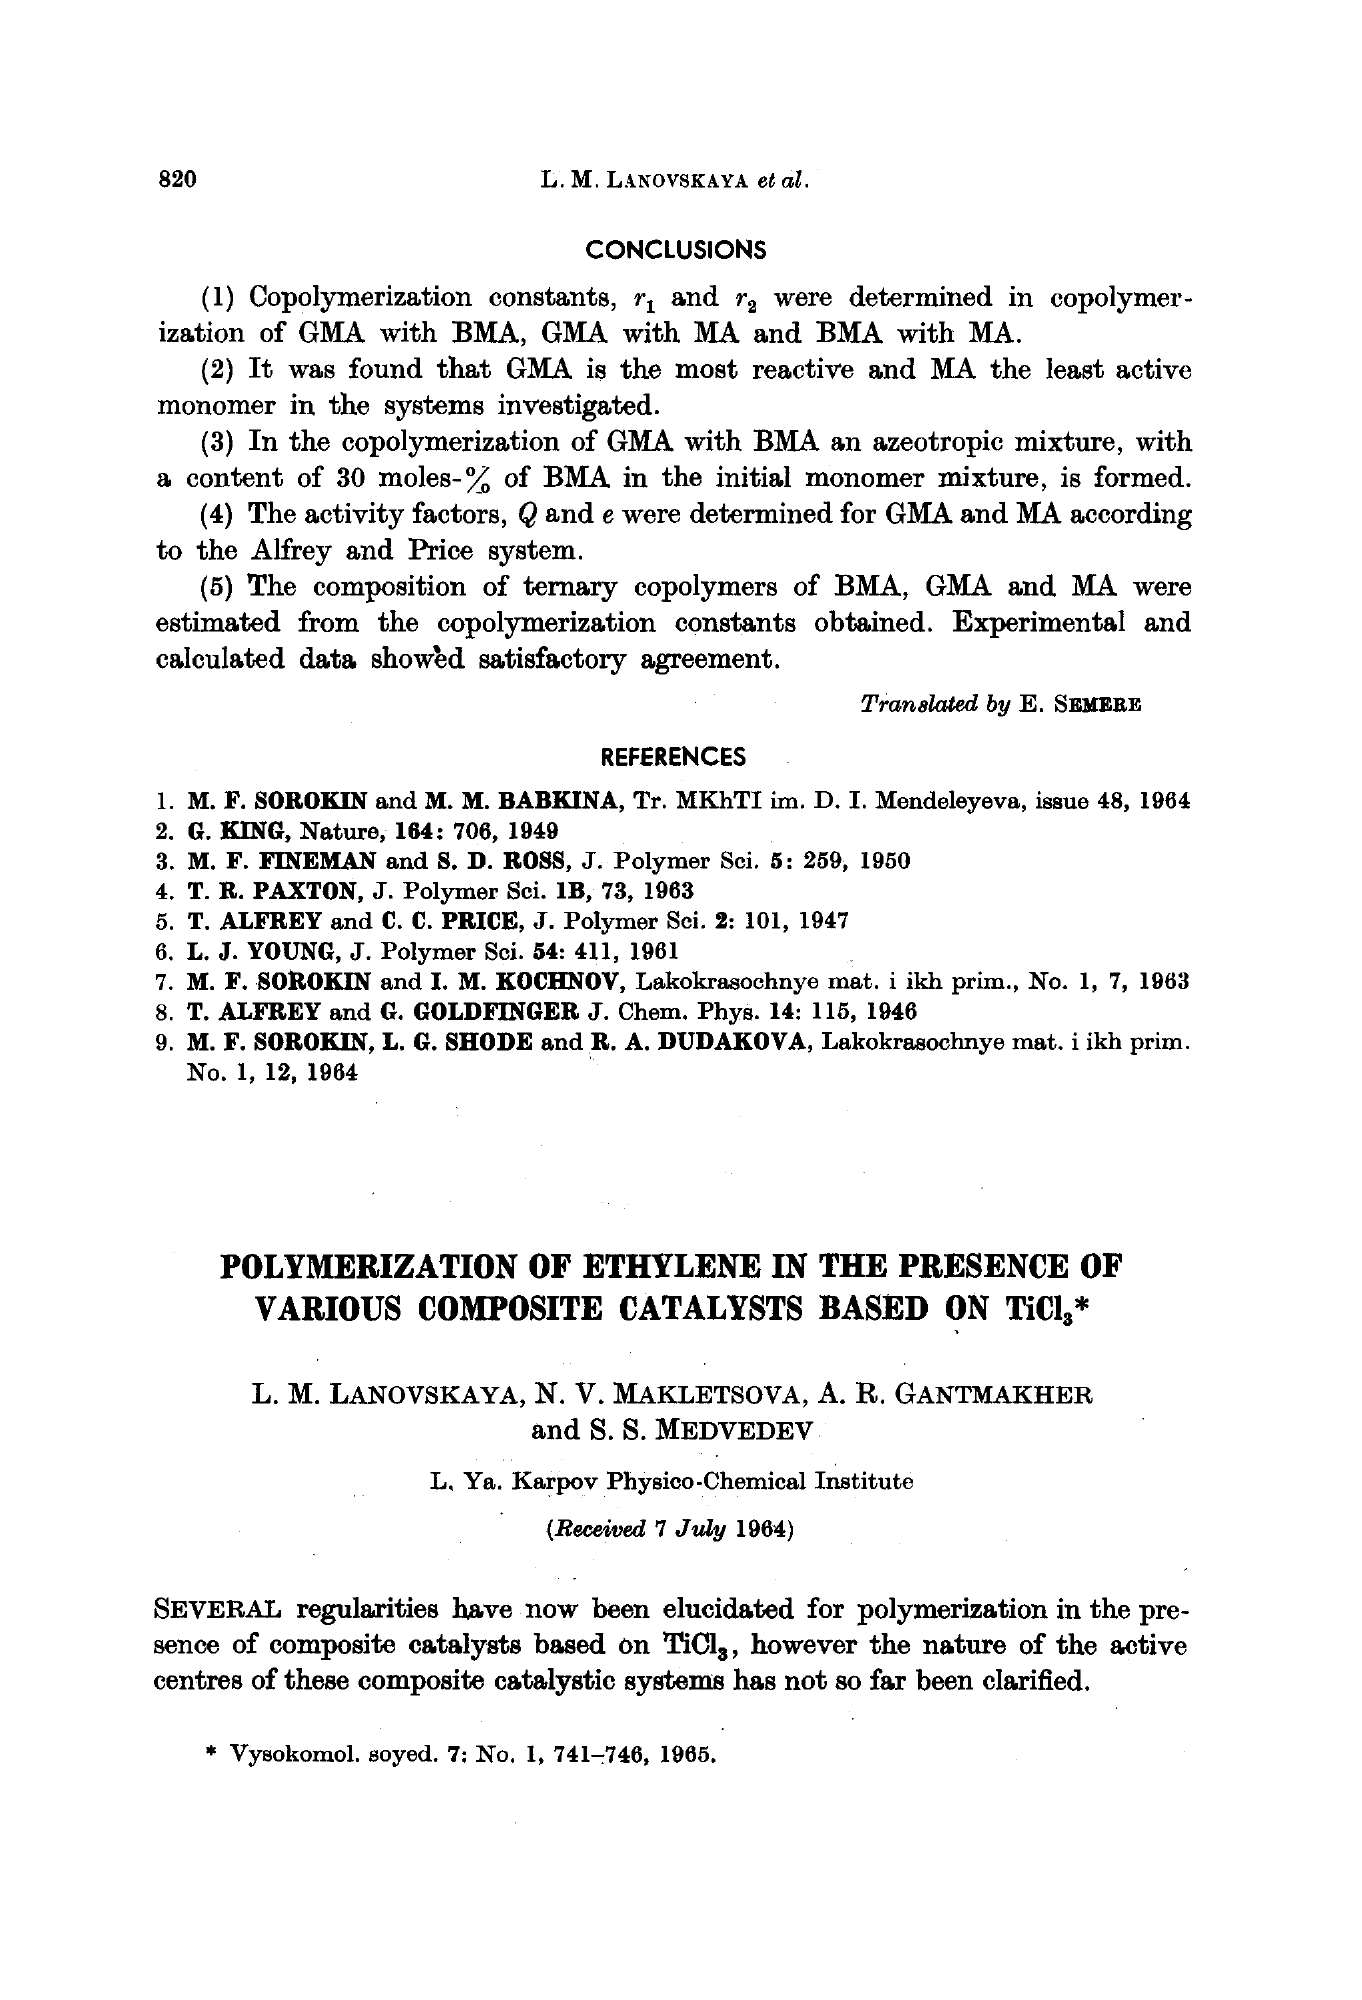 820
L. M. LANOVSKAYA et al.
CONCLUSIONS
(1) Copolymerization constants, r₁ and r₂ were determined in copolymer-
ization of GMA with BMA, GMA with MA and BMA with MA.
(2) It was found that GMA is the most reactive and MA the least active
monomer in the systems investigated.
(3) In the copolymerization of GMA with BMA an azeotropic mixture, with
a content of 30 moles-% of BMA in the initial monomer mixture, is formed.
(4) The activity factors, Q and e were determined for GMA and MA according
to the Alfrey and Price system.
(5) The composition of ternary copolymers of BMA, GMA and MA were
estimated from the copolymerization constants obtained. Experimental and
calculated data showed satisfactory agreement.
Translated by E. SEMERE
REFERENCES
1. M. F. SOROKIN and M. M. BABKINA, Tr. MKhTI im. D. I. Mendeleyeva, issue 48, 1964
2. G. KING, Nature, 164: 706, 1949
3. M. F. FINEMAN and S. D. ROSS, J. Polymer Sci. 5: 259, 1950
4. T. R. PAXTON, J. Polymer Sci. 1B, 73, 1963
5. T. ALFREY and C. C. PRICE, J. Polymer Sci. 2: 101, 1947
6. L. J. YOUNG, J. Polymer Sci. 54: 411, 1961
7. M. F. SOROKIN and I. M. KOCHNOV, Lakokrasochnye mat. i ikh prim., No. 1, 7, 1963
8. T. ALFREY and G. GOLDFINGER J. Chem. Phys. 14: 115, 1946
9. M. F. SOROKIN, L. G. SHODE and R. A. DUDAKOVA, Lakokrasochnye mat. i ikh prim.
No. 1, 12, 1964
POLYMERIZATION OF ETHYLENE IN THE PRESENCE OF
VARIOUS COMPOSITE CATALYSTS BASED ON TiCl₃*
L. M. LANOVSKAYA, N. V. MAKLETSOVA, A. R. GANTMAKHER
and S. S. MEDVEDEV
L. Ya. Karpov Physico-Chemical Institute
(Received 7 July 1964)
SEVERAL regularities have now been elucidated for polymerization in the pre-
sence of composite catalysts based on TiCl₃, however the nature of the active
centres of these composite catalystic systems has not so far been clarified.
* Vysokomol. soyed. 7: No. 1, 741–746, 1965.